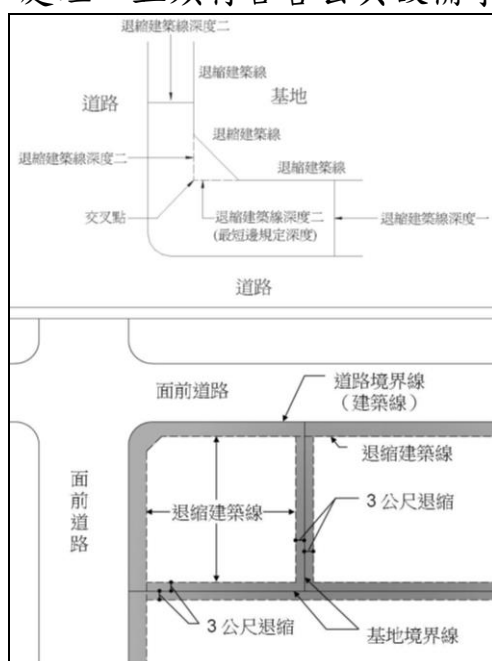 退縮建築線深度二
退縮建築線
道路
基地
退縮建築線
退縮建築線深度二
退縮建築線
交叉點
退縮建築線深度二
(最短邊規定深度)
退縮建築線深度一
道路
面前道路
道路境界線
（建築線）
退縮建築線
面前道路
退縮建築線
3 公尺退縮
3 公尺退縮
基地境界線